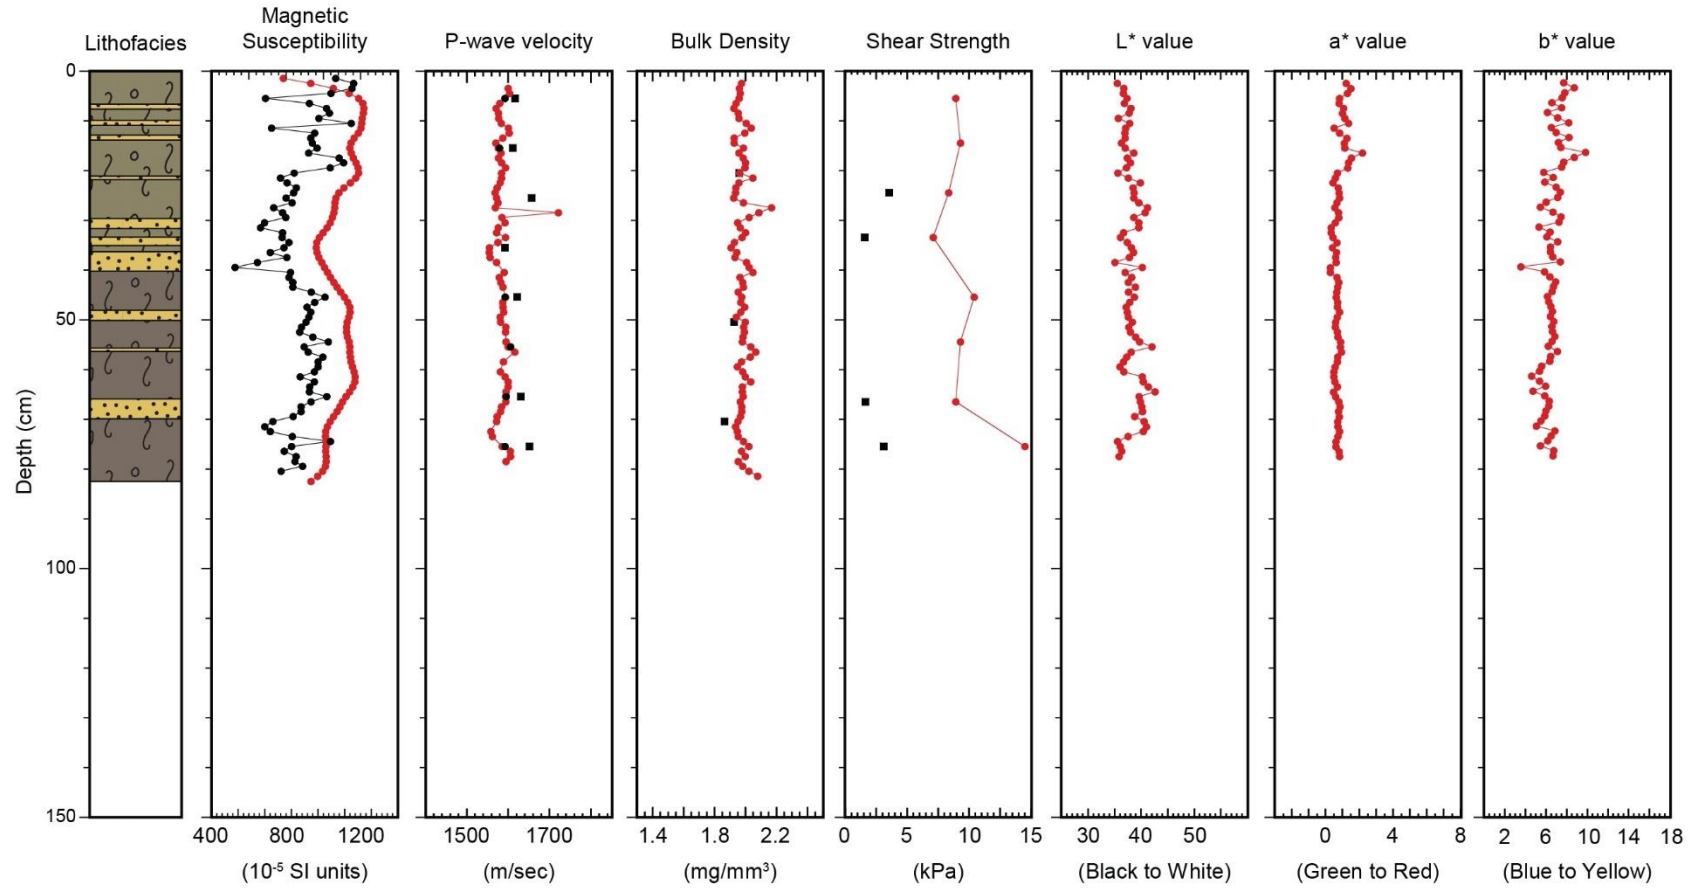 Lithofacies
Magnetic
Susceptibility
P-wave velocity
Bulk Density
Shear Strength
L* value
a* value
b* value
Depth (cm)
0
50
100
150
400 800 1200
1500 1700
1.4 1.8 2.2
0 5 10 15
30 40 50
0 4 8
2 6 10 14 18
(10⁻⁵ SI units)
(m/sec)
(mg/mm³)
(kPa)
(Black to White)
(Green to Red)
(Blue to Yellow)